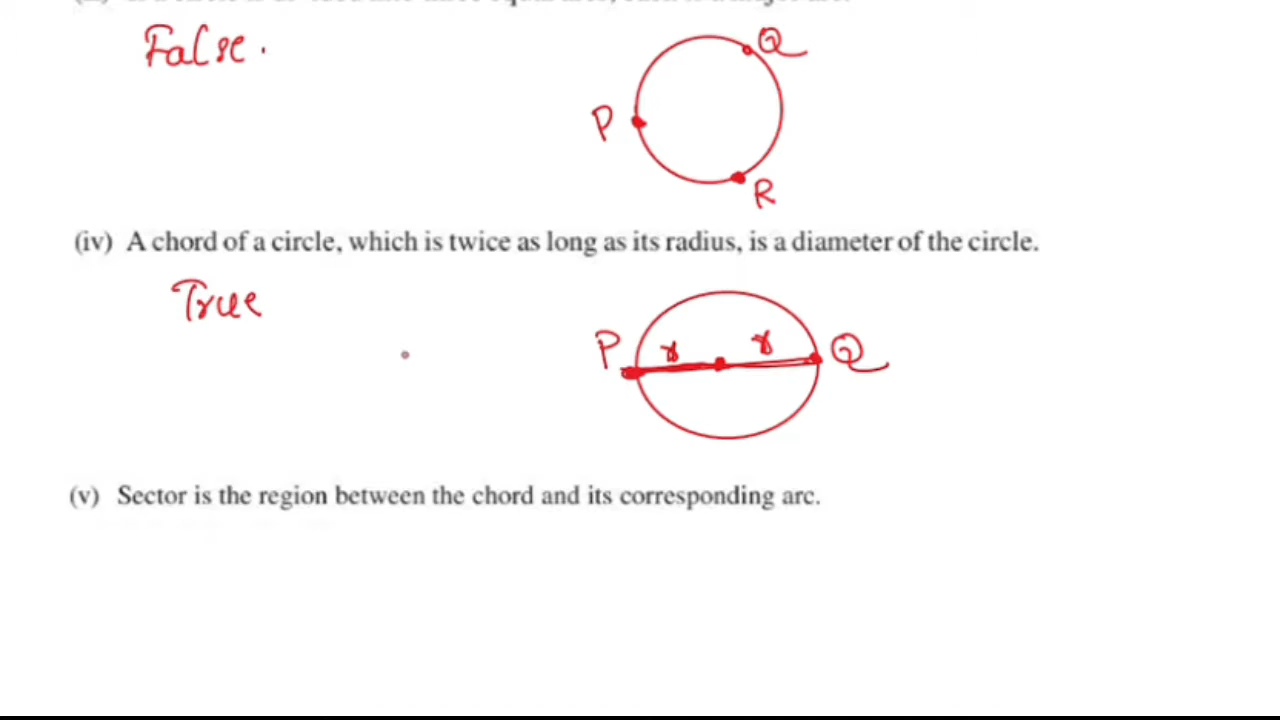 False.
Q
P
R
(iv) A chord of a circle, which is twice as long as its radius, is a diameter of the circle.
True
P r r Q
(v) Sector is the region between the chord and its corresponding arc.